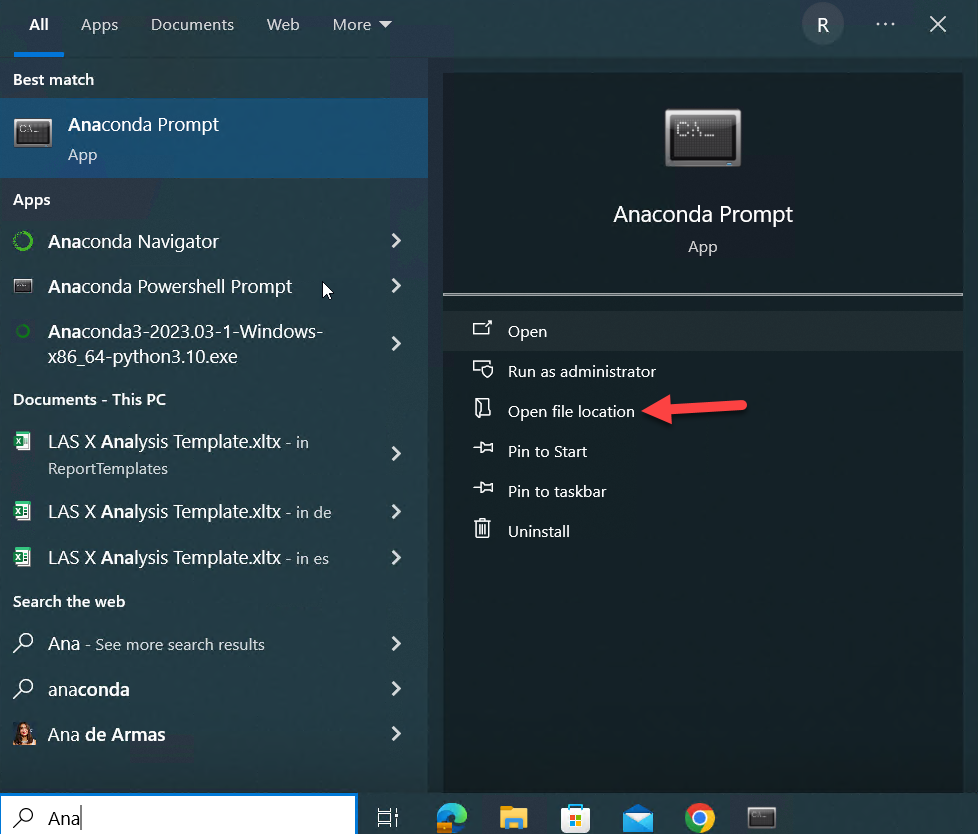 All Apps Documents Web More R
Best match
Anaconda Prompt
App
Apps
Anaconda Navigator
Anaconda Powershell Prompt
Anaconda3-2023.03-1-Windows-
x86_64-python3.10.exe
Documents - This PC
LAS X Analysis Template.xltx - in
ReportTemplates
LAS X Analysis Template.xltx - in de
LAS X Analysis Template.xltx - in es
Search the web
Ana - See more search results
anaconda
Ana de Armas
Ana
C:\_
Anaconda Prompt
App
Open
Run as administrator
Open file location
Pin to Start
Pin to taskbar
Uninstall